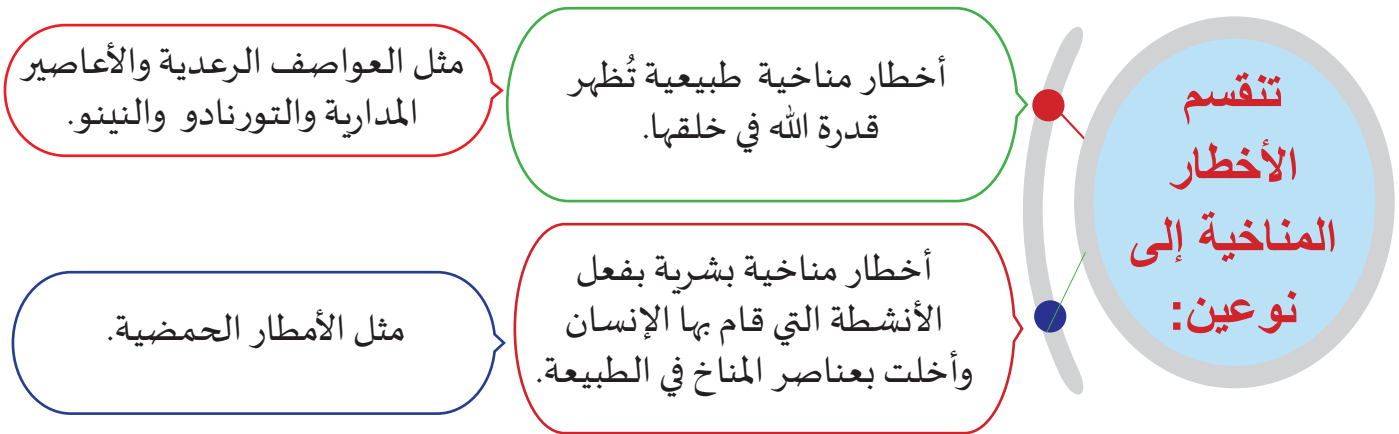 تنقسم
الأخطار
المناخية إلى
نوعين:
أخطار مناخية طبيعية تُظهر
قدرة الله في خلقها.
مثل العواصف الرعدية والأعاصير
المدارية والتورنادو والنينو.
أخطار مناخية بشرية بفعل
الأنشطة التي قام بها الإنسان
وأخلت بعناصر المناخ في الطبيعة.
مثل الأمطار الحمضية.